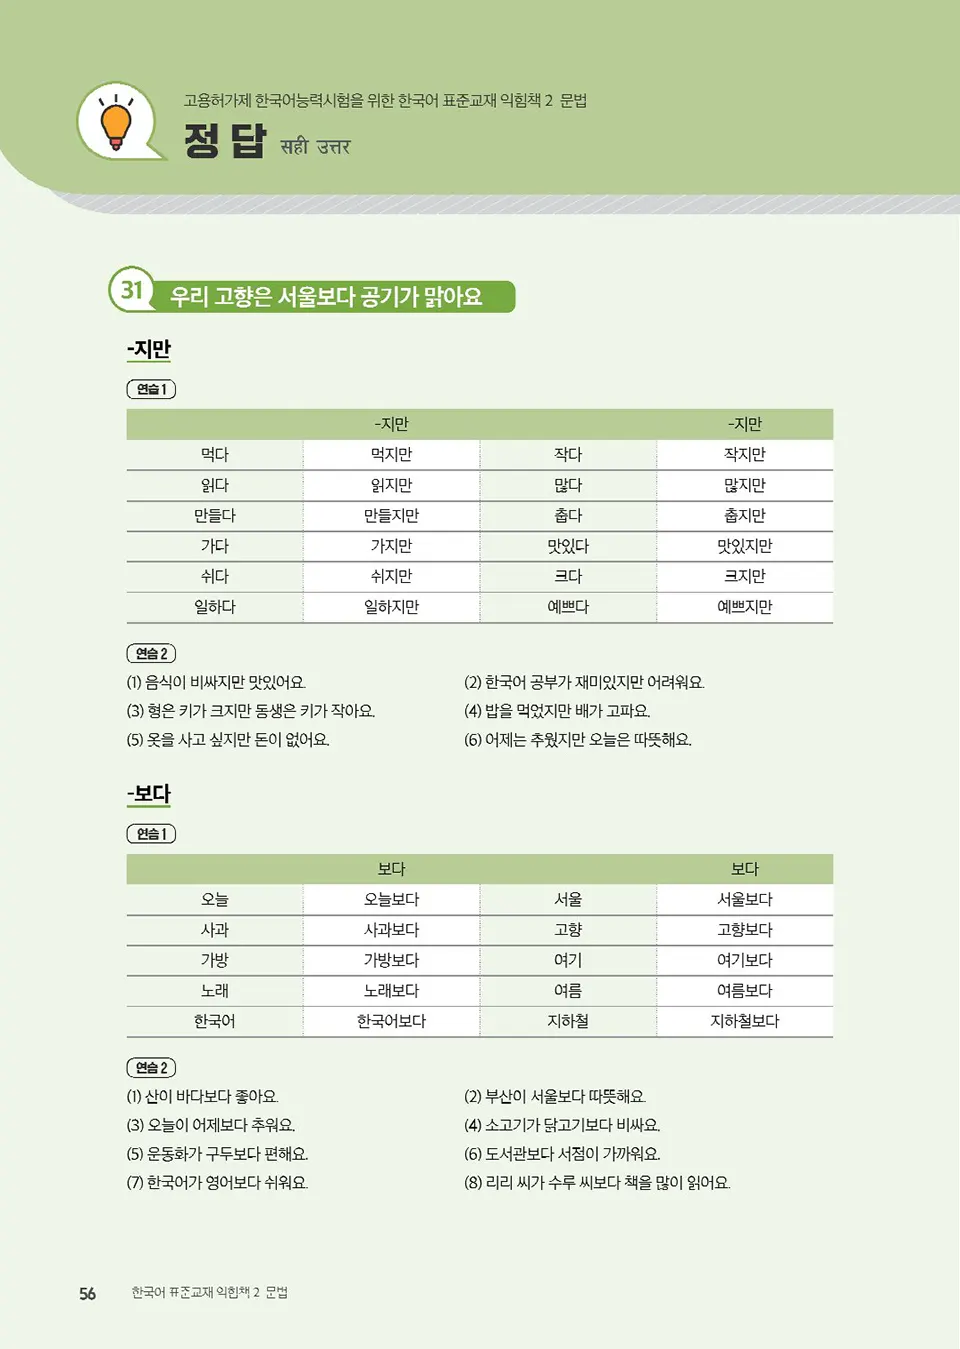 고용허가제 한국어능력시험을 위한 한국어 표준교재 익힘책 2 문법
정답 सही उत्तर
31 우리 고향은 서울보다 공기가 맑아요
-지만
연습 1
-지만 -지만
먹다 먹지만 작다 작지만
읽다 읽지만 많다 많지만
만들다 만들지만 춥다 춥지만
가다 가지만 맛있다 맛있지만
쉬다 쉬지만 크다 크지만
일하다 일하지만 예쁘다 예쁘지만
연습 2
(1) 음식이 비싸지만 맛있어요. (2) 한국어 공부가 재미있지만 어려워요.
(3) 형은 키가 크지만 동생은 키가 작아요. (4) 밥을 먹었지만 배가 고파요.
(5) 옷을 사고 싶지만 돈이 없어요. (6) 어제는 추웠지만 오늘은 따뜻해요.
-보다
연습 1
보다 보다
오늘 오늘보다 서울 서울보다
사과 사과보다 고향 고향보다
가방 가방보다 여기 여기보다
노래 노래보다 여름 여름보다
한국어 한국어보다 지하철 지하철보다
연습 2
(1) 산이 바다보다 좋아요. (2) 부산이 서울보다 따뜻해요.
(3) 오늘이 어제보다 추워요. (4) 소고기가 닭고기보다 비싸요.
(5) 운동화가 구두보다 편해요. (6) 도서관보다 서점이 가까워요.
(7) 한국어가 영어보다 쉬워요. (8) 리리 씨가 수루 씨보다 책을 많이 읽어요.
56 한국어 표준교재 익힘책 2 문법